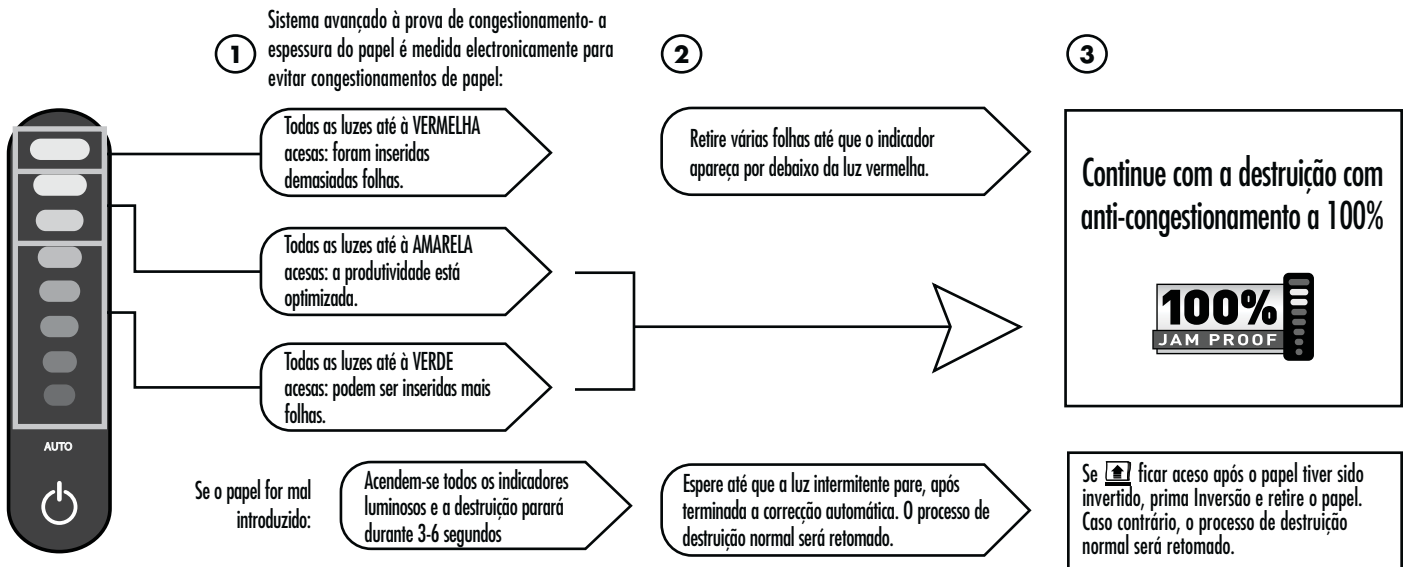 Sistema avançado à prova de congestionamento- a
espessura do papel é medida electronicamente para
evitar congestionamentos de papel:
1
2
3
Todas as luzes até à VERMELHA
acesas: foram inseridas
demasiadas folhas.
Retire várias folhas até que o indicador
apareça por debaixo da luz vermelha.
Continue com a destruição com
anti-congestionamento a 100%
100%
JAM PROOF
Todas as luzes até à AMARELA
acesas: a produtividade está
optimizada.
Todas as luzes até à VERDE
acesas: podem ser inseridas mais
folhas.
AUTO
Se o papel for mal
introduzido:
Acendem-se todos os indicadores
luminosos e a destruição parará
durante 3-6 segundos
Espere até que a luz intermitente pare, após
terminada a correcção automática. O processo de
destruição normal será retomado.
Se ficar aceso após o papel tiver sido
invertido, prima Inversão e retire o papel.
Caso contrário, o processo de destruição
normal será retomado.